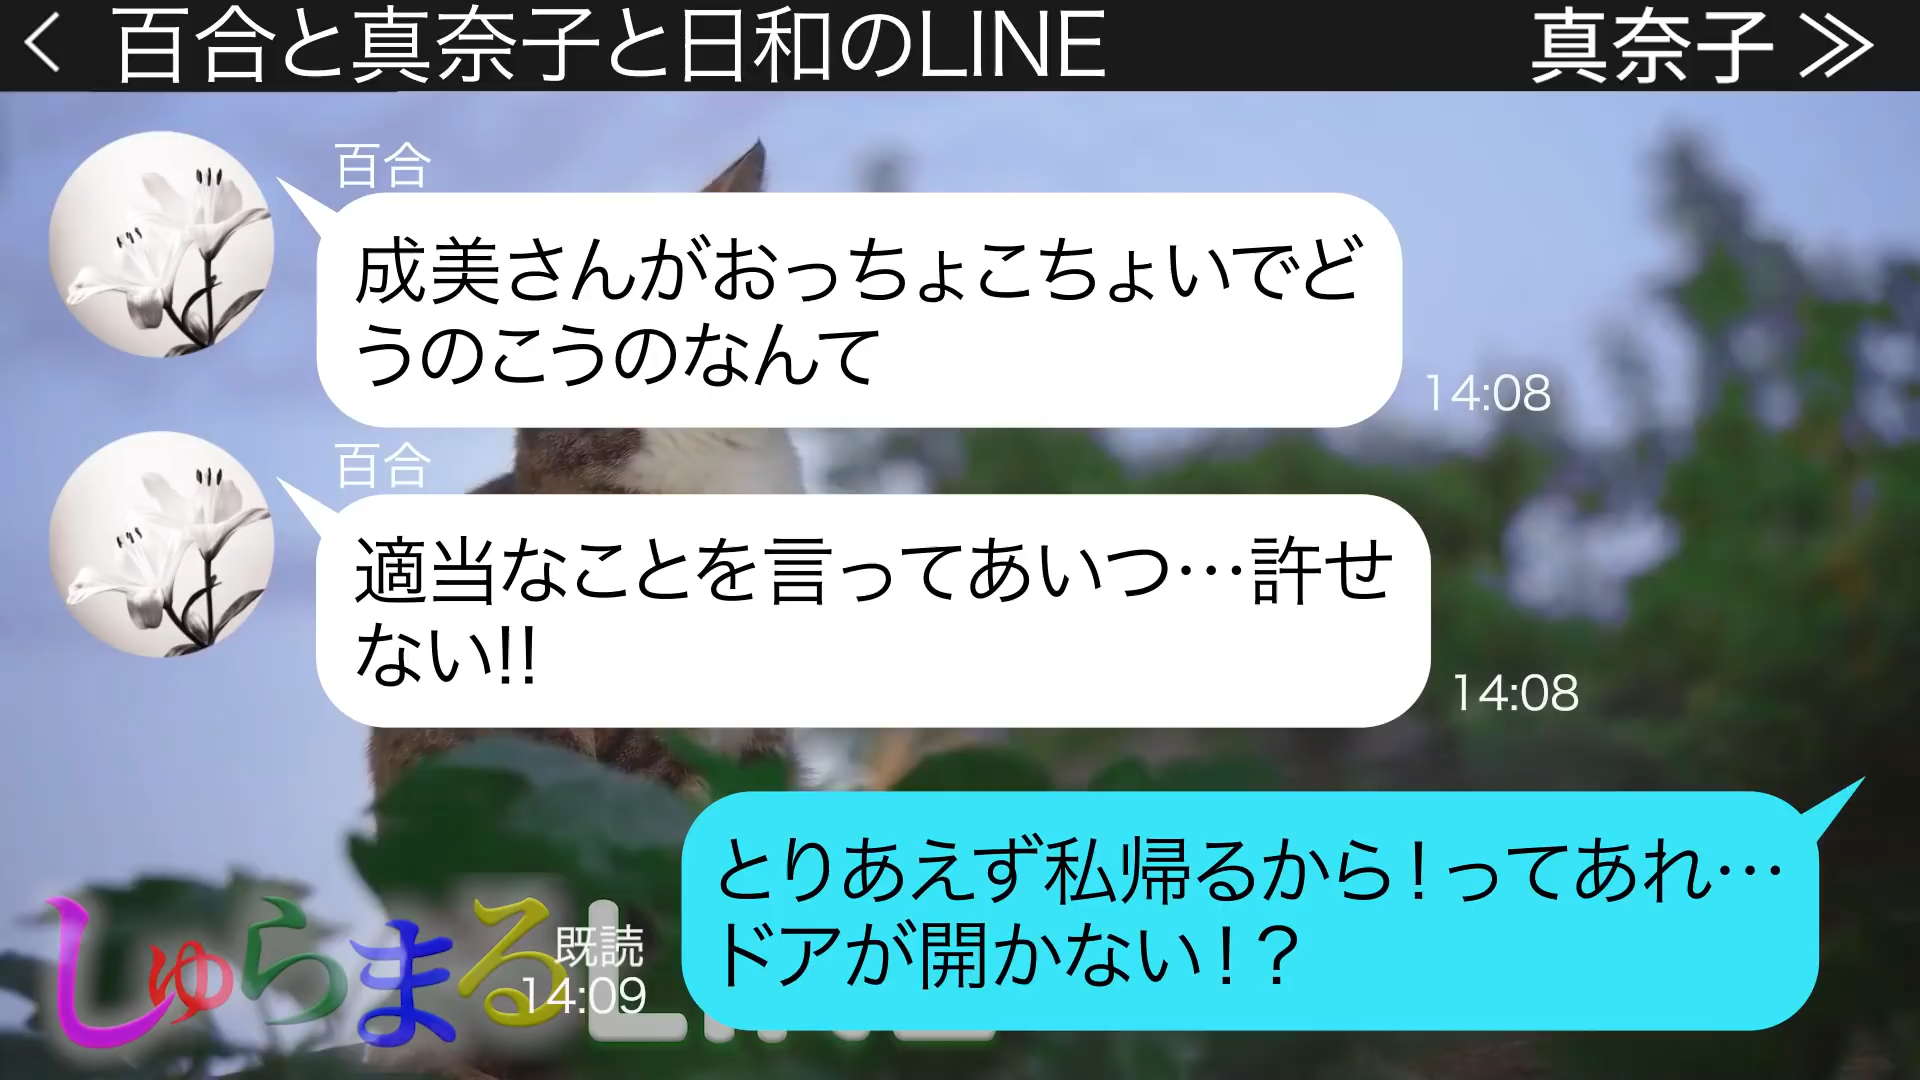 百合と真奈子と日和のLINE
真奈子
百合
成美さんがおっちょこちょいでど
うのこうのなんて
14:08
百合
適当なことを言ってあいつ…許せ
ない!!
14:08
とりあえず私帰るから！ってあれ…
ドアが開かない！？
既読
14:09
しゅらまるLINE